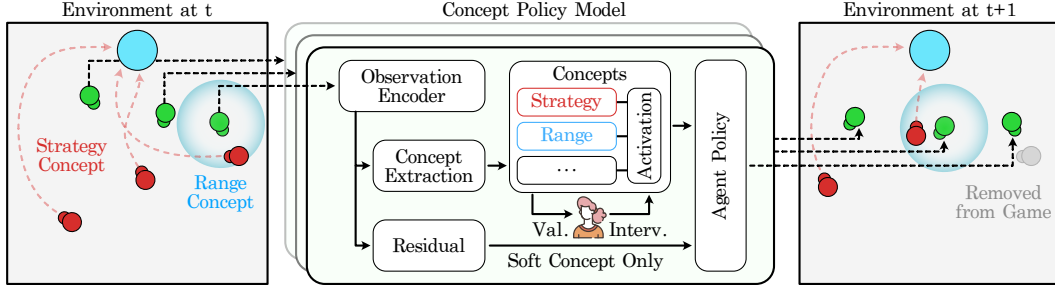 Environment at t
Concept Policy Model
Environment at t+1
Strategy
Concept
Range
Concept
Observation
Encoder
Concept
Extraction
Residual
Concepts
Strategy
Range
...
Activation
Val.
Interv.
Soft Concept Only
Agent Policy
Removed
from Game